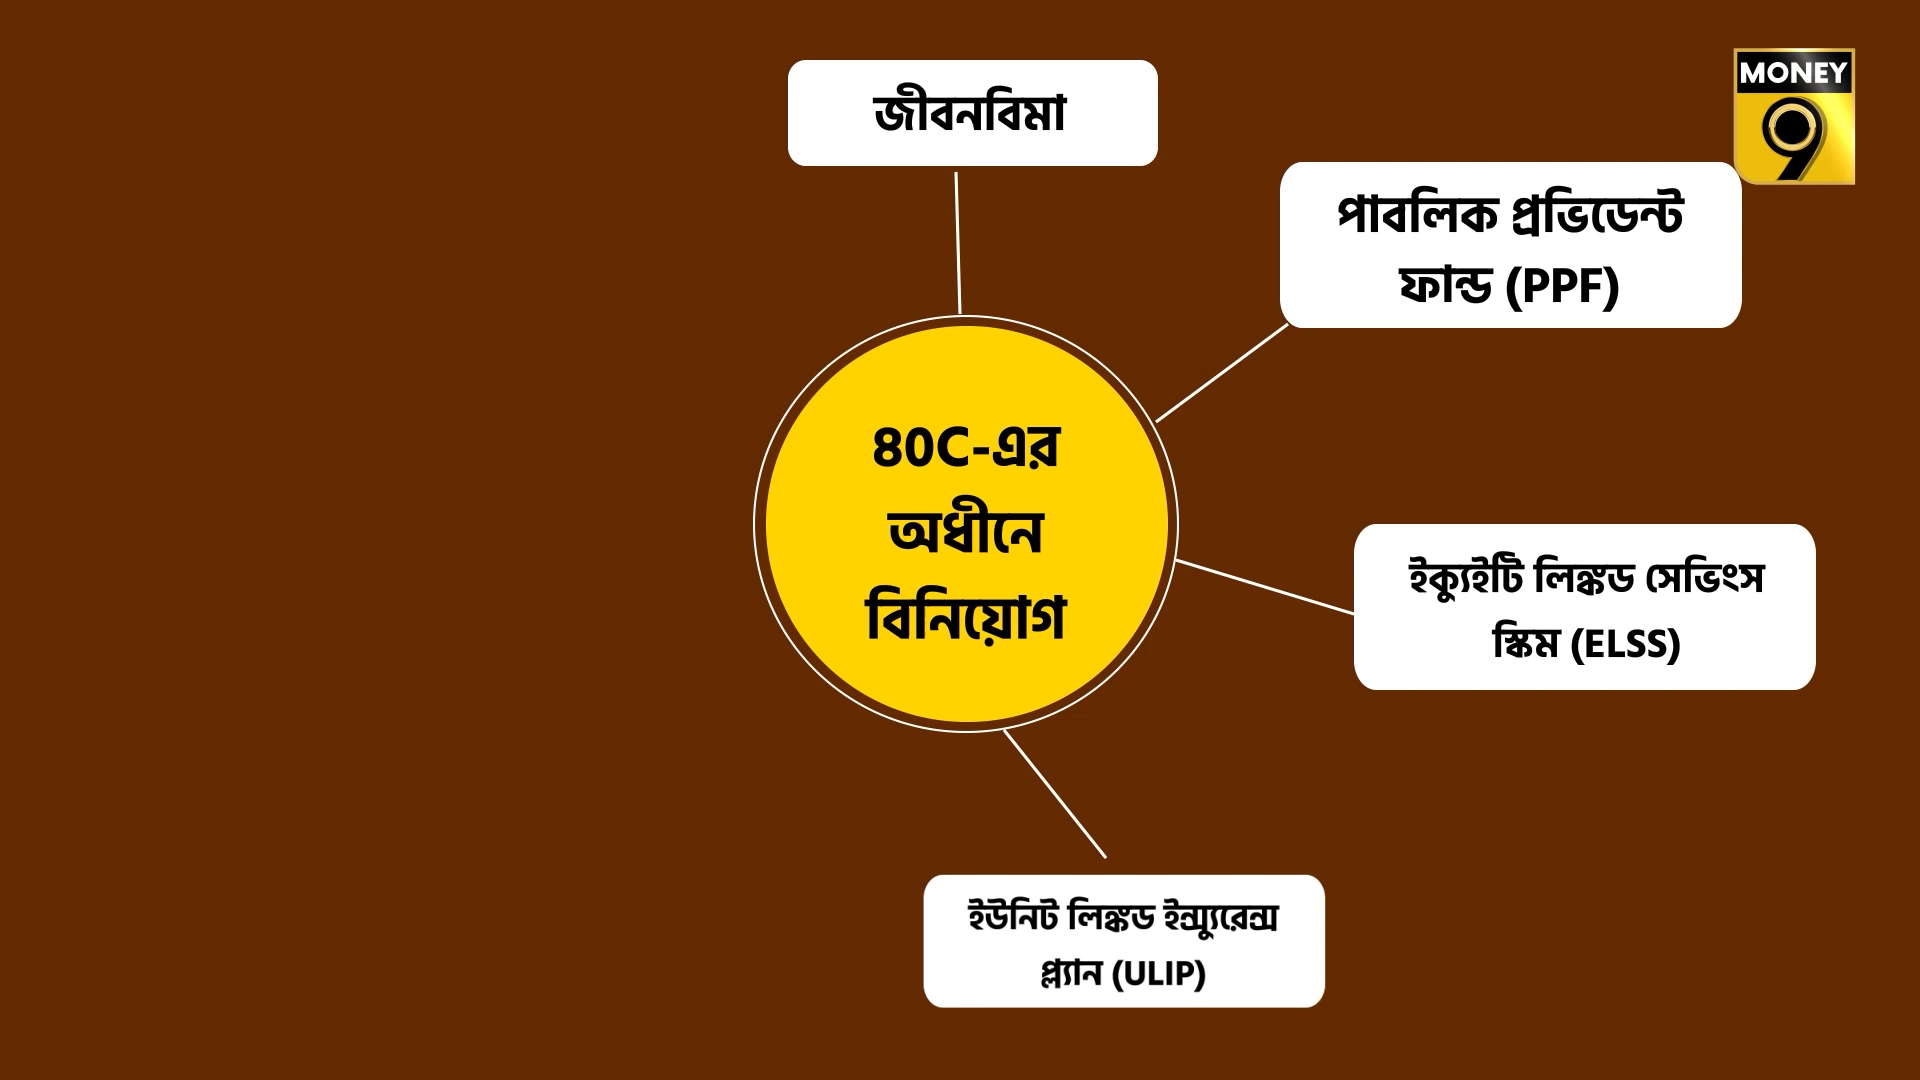 জীবনবিমা
MONEY
9
পাবলিক প্রভিডেন্ট
ফান্ড (PPF)
80C-এর
অধীনে
বিনিয়োগ
ইক্যুইটি লিঙ্কড সেভিংস
স্কিম (ELSS)
ইউনিট লিঙ্কড ইন্স্যুরেন্স
প্ল্যান (ULIP)